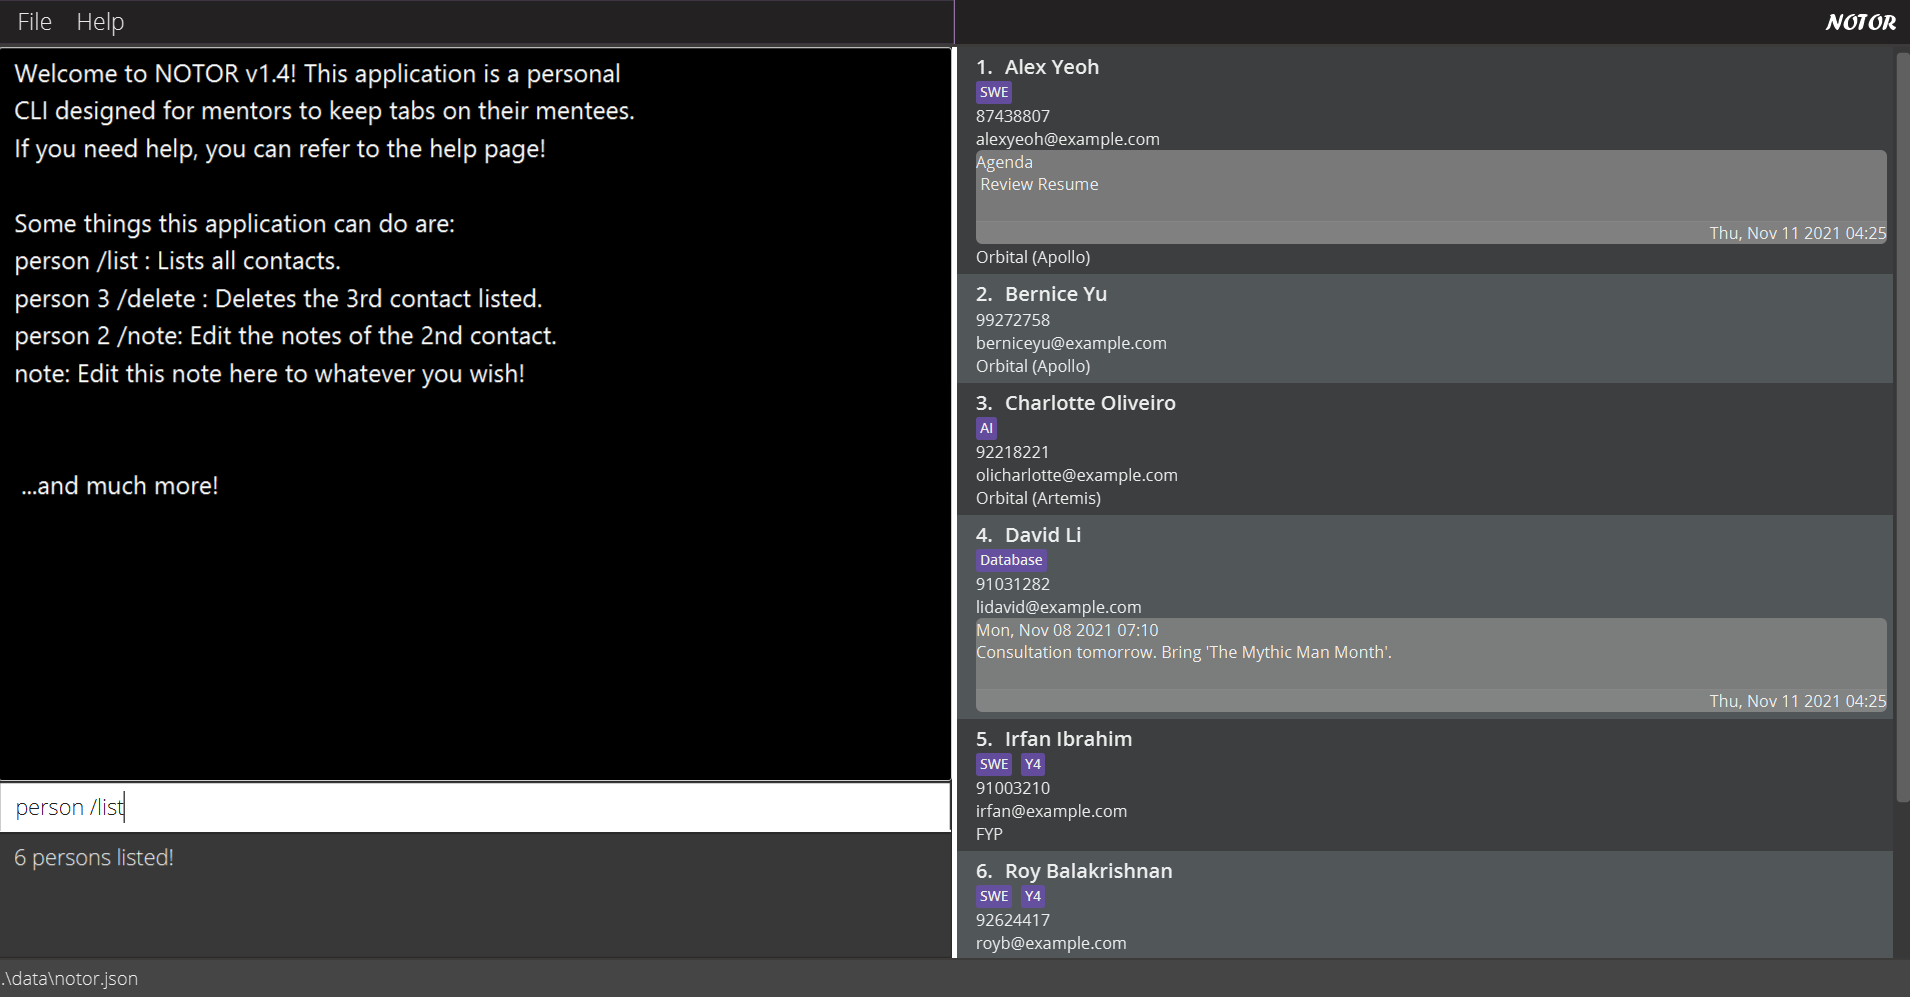 File Help
NOTOR
Welcome to NOTOR v1.4! This application is a personal
CLI designed for mentors to keep tabs on their mentees.
If you need help, you can refer to the help page!
Some things this application can do are:
person /list : Lists all contacts.
person 3 /delete : Deletes the 3rd contact listed.
person 2 /note: Edit the notes of the 2nd contact.
note: Edit this note here to whatever you wish!
...and much more!
person /list
6 persons listed!
1. Alex Yeoh
SWE
87438807
alexyeoh@example.com
Agenda
Review Resume
Thu, Nov 11 2021 04:25
Orbital (Apollo)
2. Bernice Yu
99272758
berniceyu@example.com
Orbital (Apollo)
3. Charlotte Oliveiro
AI
92218221
olicharlotte@example.com
Orbital (Artemis)
4. David Li
Database
91031282
lidavid@example.com
Mon, Nov 08 2021 07:10
Consultation tomorrow. Bring 'The Mythic Man Month'.
Thu, Nov 11 2021 04:25
5. Irfan Ibrahim
SWE Y4
91003210
irfan@example.com
FYP
6. Roy Balakrishnan
SWE Y4
92624417
royb@example.com
.\data\notor.json